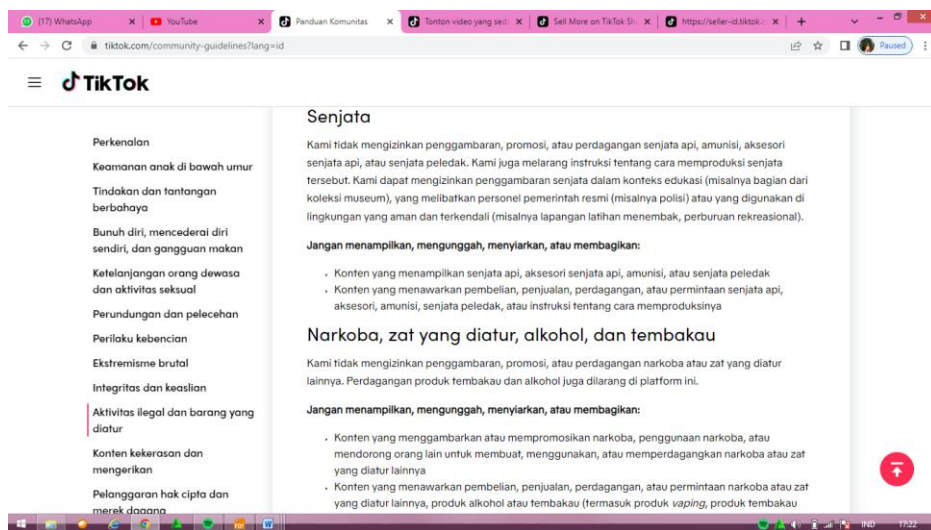 (17) WhatsApp
YouTube
Panduan Komunitas
Tonton video yang seda
Sell More on TikTok Sh
https://seller-id.tiktok.c
tiktok.com/community-guidelines?lang=id
Paused
TikTok
Perkenalan
Keamanan anak di bawah umur
Tindakan dan tantangan
berbahaya
Bunuh diri, mencederai diri
sendiri, dan gangguan makan
Ketelanjangan orang dewasa
dan aktivitas seksual
Perundungan dan pelecehan
Perilaku kebencian
Ekstremisme brutal
Integritas dan keaslian
Aktivitas ilegal dan barang yang
diatur
Konten kekerasan dan
mengerikan
Pelanggaran hak cipta dan
merek dagang
Senjata
Kami tidak mengizinkan penggambaran, promosi, atau perdagangan senjata api, amunisi, aksesori
senjata api, atau senjata peledak. Kami juga melarang instruksi tentang cara memproduksi senjata
tersebut. Kami dapat mengizinkan penggambaran senjata dalam konteks edukasi (misalnya bagian dari
koleksi museum), yang melibatkan personel pemerintah resmi (misalnya polisi) atau yang digunakan di
lingkungan yang aman dan terkendali (misalnya lapangan latihan menembak, perburuan rekreasional).
Jangan menampilkan, mengunggah, menyiarkan, atau membagikan:
Konten yang menampilkan senjata api, aksesori senjata api, amunisi, atau senjata peledak
Konten yang menawarkan pembelian, penjualan, perdagangan, atau permintaan senjata api,
aksesori, amunisi, senjata peledak, atau instruksi tentang cara memproduksinya
Narkoba, zat yang diatur, alkohol, dan tembakau
Kami tidak mengizinkan penggambaran, promosi, atau perdagangan narkoba atau zat yang diatur
lainnya. Perdagangan produk tembakau dan alkohol juga dilarang di platform ini.
Jangan menampilkan, mengunggah, menyiarkan, atau membagikan:
Konten yang menggambarkan atau mempromosikan narkoba, penggunaan narkoba, atau
mendorong orang lain untuk membuat, menggunakan, atau memperdagangkan narkoba atau zat
yang diatur lainnya
Konten yang menawarkan pembelian, penjualan, perdagangan, atau permintaan narkoba atau zat
yang diatur lainnya, produk alkohol atau tembakau (termasuk produk vaping, produk tembakau
IND
17:22